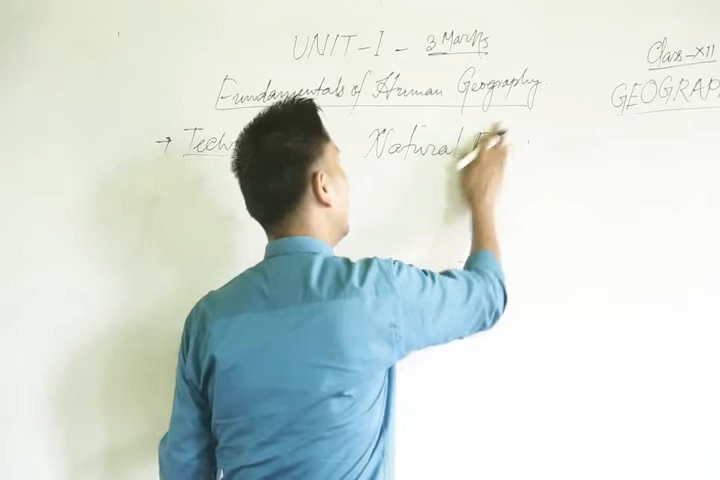 UNIT-I - 3 Marks
Class-XII
Fundamentals of Human Geography
GEOGRAP
→ Tech Natural